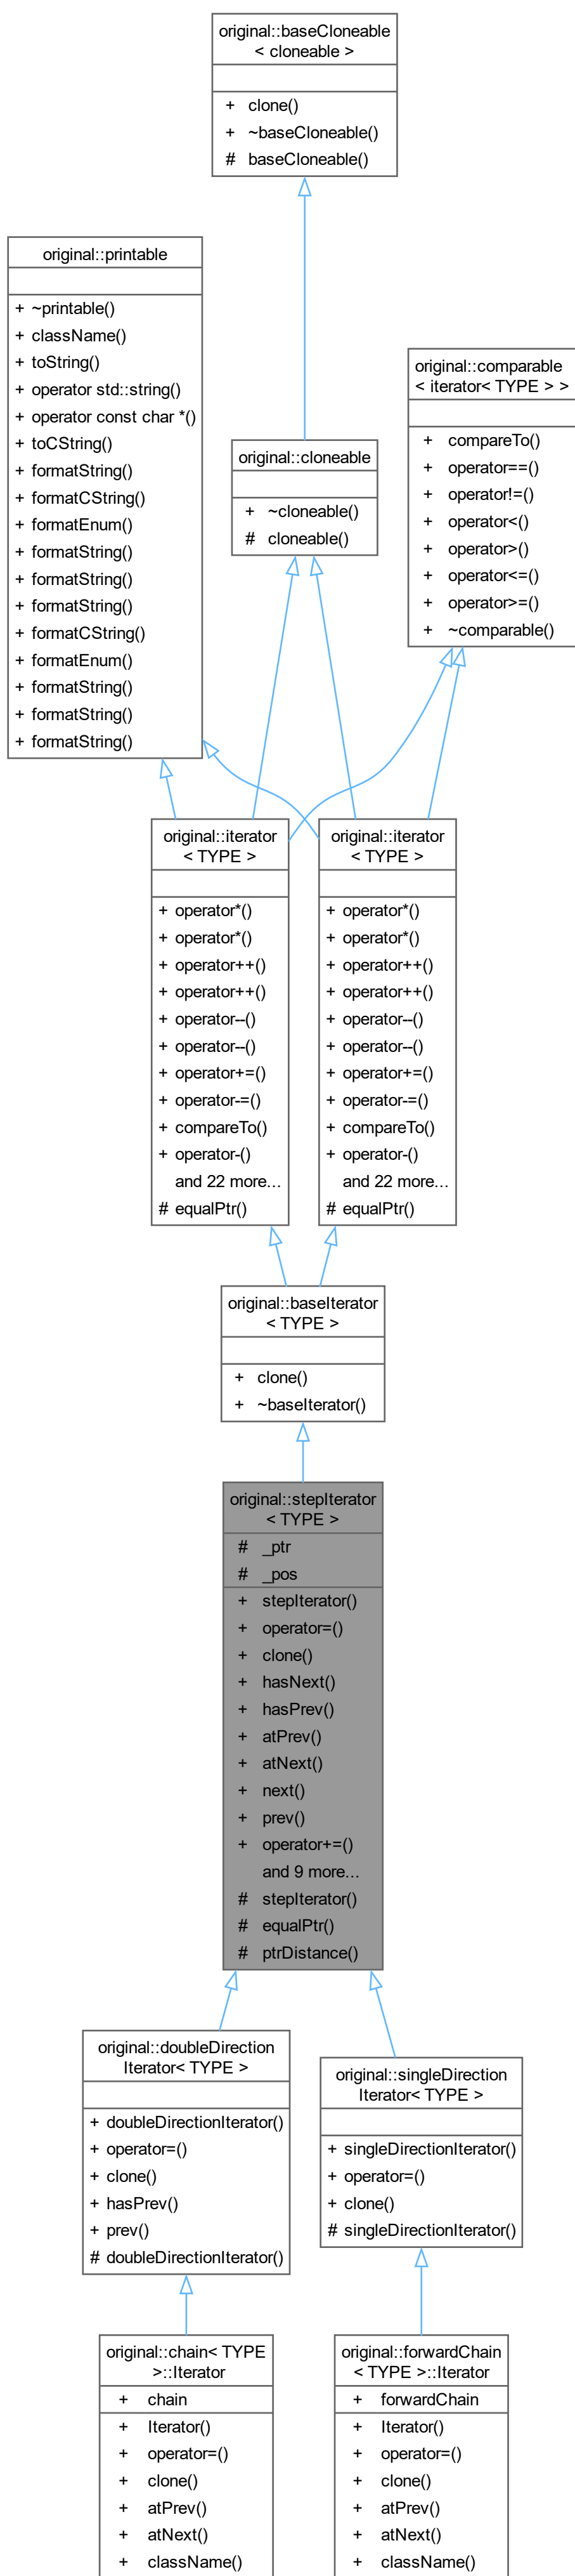 original::baseCloneable
< cloneable >
+ clone()
+ ~baseCloneable()
# baseCloneable()
original::printable
+ ~printable()
+ className()
+ toString()
+ operator std::string()
+ operator const char *()
+ toCString()
+ formatString()
+ formatCString()
+ formatEnum()
+ formatString()
+ formatString()
+ formatString()
+ formatCString()
+ formatEnum()
+ formatString()
+ formatString()
+ formatString()
original::comparable
< iterator< TYPE > >
+ compareTo()
+ operator==()
+ operator!=()
+ operator<()
+ operator>()
+ operator<=()
+ operator>=()
+ ~comparable()
original::cloneable
+ ~cloneable()
# cloneable()
original::iterator
< TYPE >
+ operator*()
+ operator*()
+ operator++()
+ operator++()
+ operator--()
+ operator--()
+ operator+=()
+ operator-=()
+ compareTo()
+ operator-()
and 22 more...
# equalPtr()
original::iterator
< TYPE >
+ operator*()
+ operator*()
+ operator++()
+ operator++()
+ operator--()
+ operator--()
+ operator+=()
+ operator-=()
+ compareTo()
+ operator-()
and 22 more...
# equalPtr()
original::baseIterator
< TYPE >
+ clone()
+ ~baseIterator()
original::stepIterator
< TYPE >
# _ptr
# _pos
+ stepIterator()
+ operator=()
+ clone()
+ hasNext()
+ hasPrev()
+ atPrev()
+ atNext()
+ next()
+ prev()
+ operator+=()
and 9 more...
# stepIterator()
# equalPtr()
# ptrDistance()
original::doubleDirection
Iterator< TYPE >
+ doubleDirectionIterator()
+ operator=()
+ clone()
+ hasPrev()
+ prev()
# doubleDirectionIterator()
original::singleDirection
Iterator< TYPE >
+ singleDirectionIterator()
+ operator=()
+ clone()
# singleDirectionIterator()
original::chain< TYPE
>::Iterator
+ chain
+ Iterator()
+ operator=()
+ clone()
+ atPrev()
+ atNext()
+ className()
original::forwardChain
< TYPE >::Iterator
+ forwardChain
+ Iterator()
+ operator=()
+ clone()
+ atPrev()
+ atNext()
+ className()